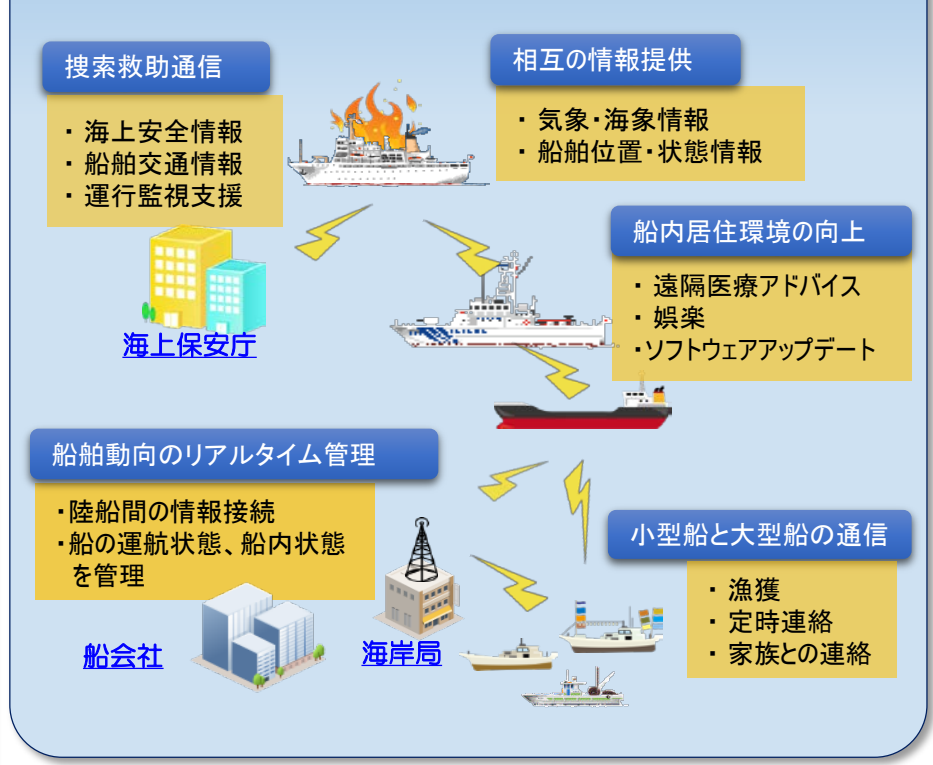 捜索救助通信
・ 海上安全情報
・ 船舶交通情報
・ 運行監視支援
海上保安庁
相互の情報提供
・ 気象・海象情報
・ 船舶位置・状態情報
船内居住環境の向上
・ 遠隔医療アドバイス
・ 娯楽
・ソフトウェアアップデート
船舶動向のリアルタイム管理
・陸船間の情報接続
・船の運航状態、船内状態
を管理
船会社
海岸局
小型船と大型船の通信
・ 漁獲
・ 定時連絡
・ 家族との連絡